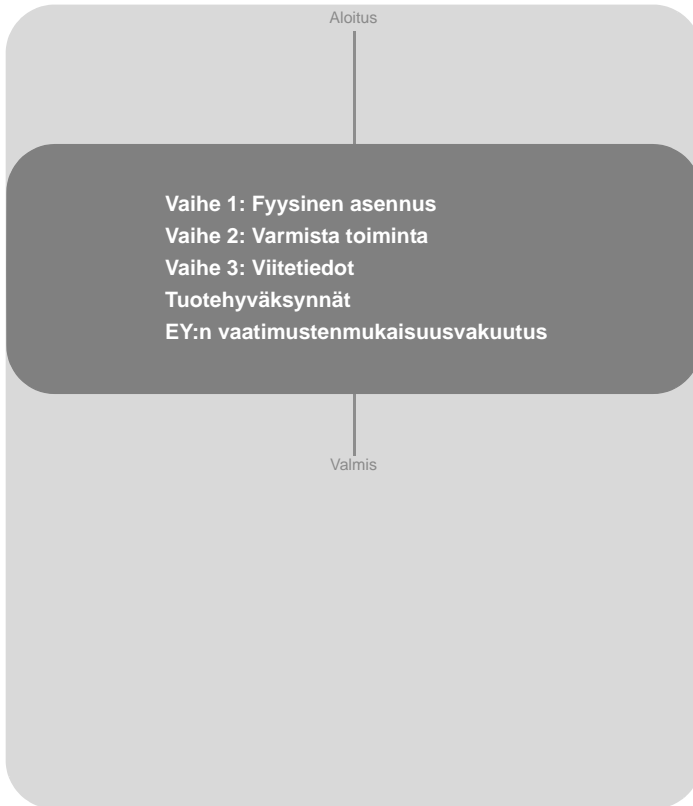 Aloitus
Vaihe 1: Fyysinen asennus
Vaihe 2: Varmista toiminta
Vaihe 3: Viitetiedot
Tuotehyväksynnät
EY:n vaatimustenmukaisuusvakuutus
Valmis